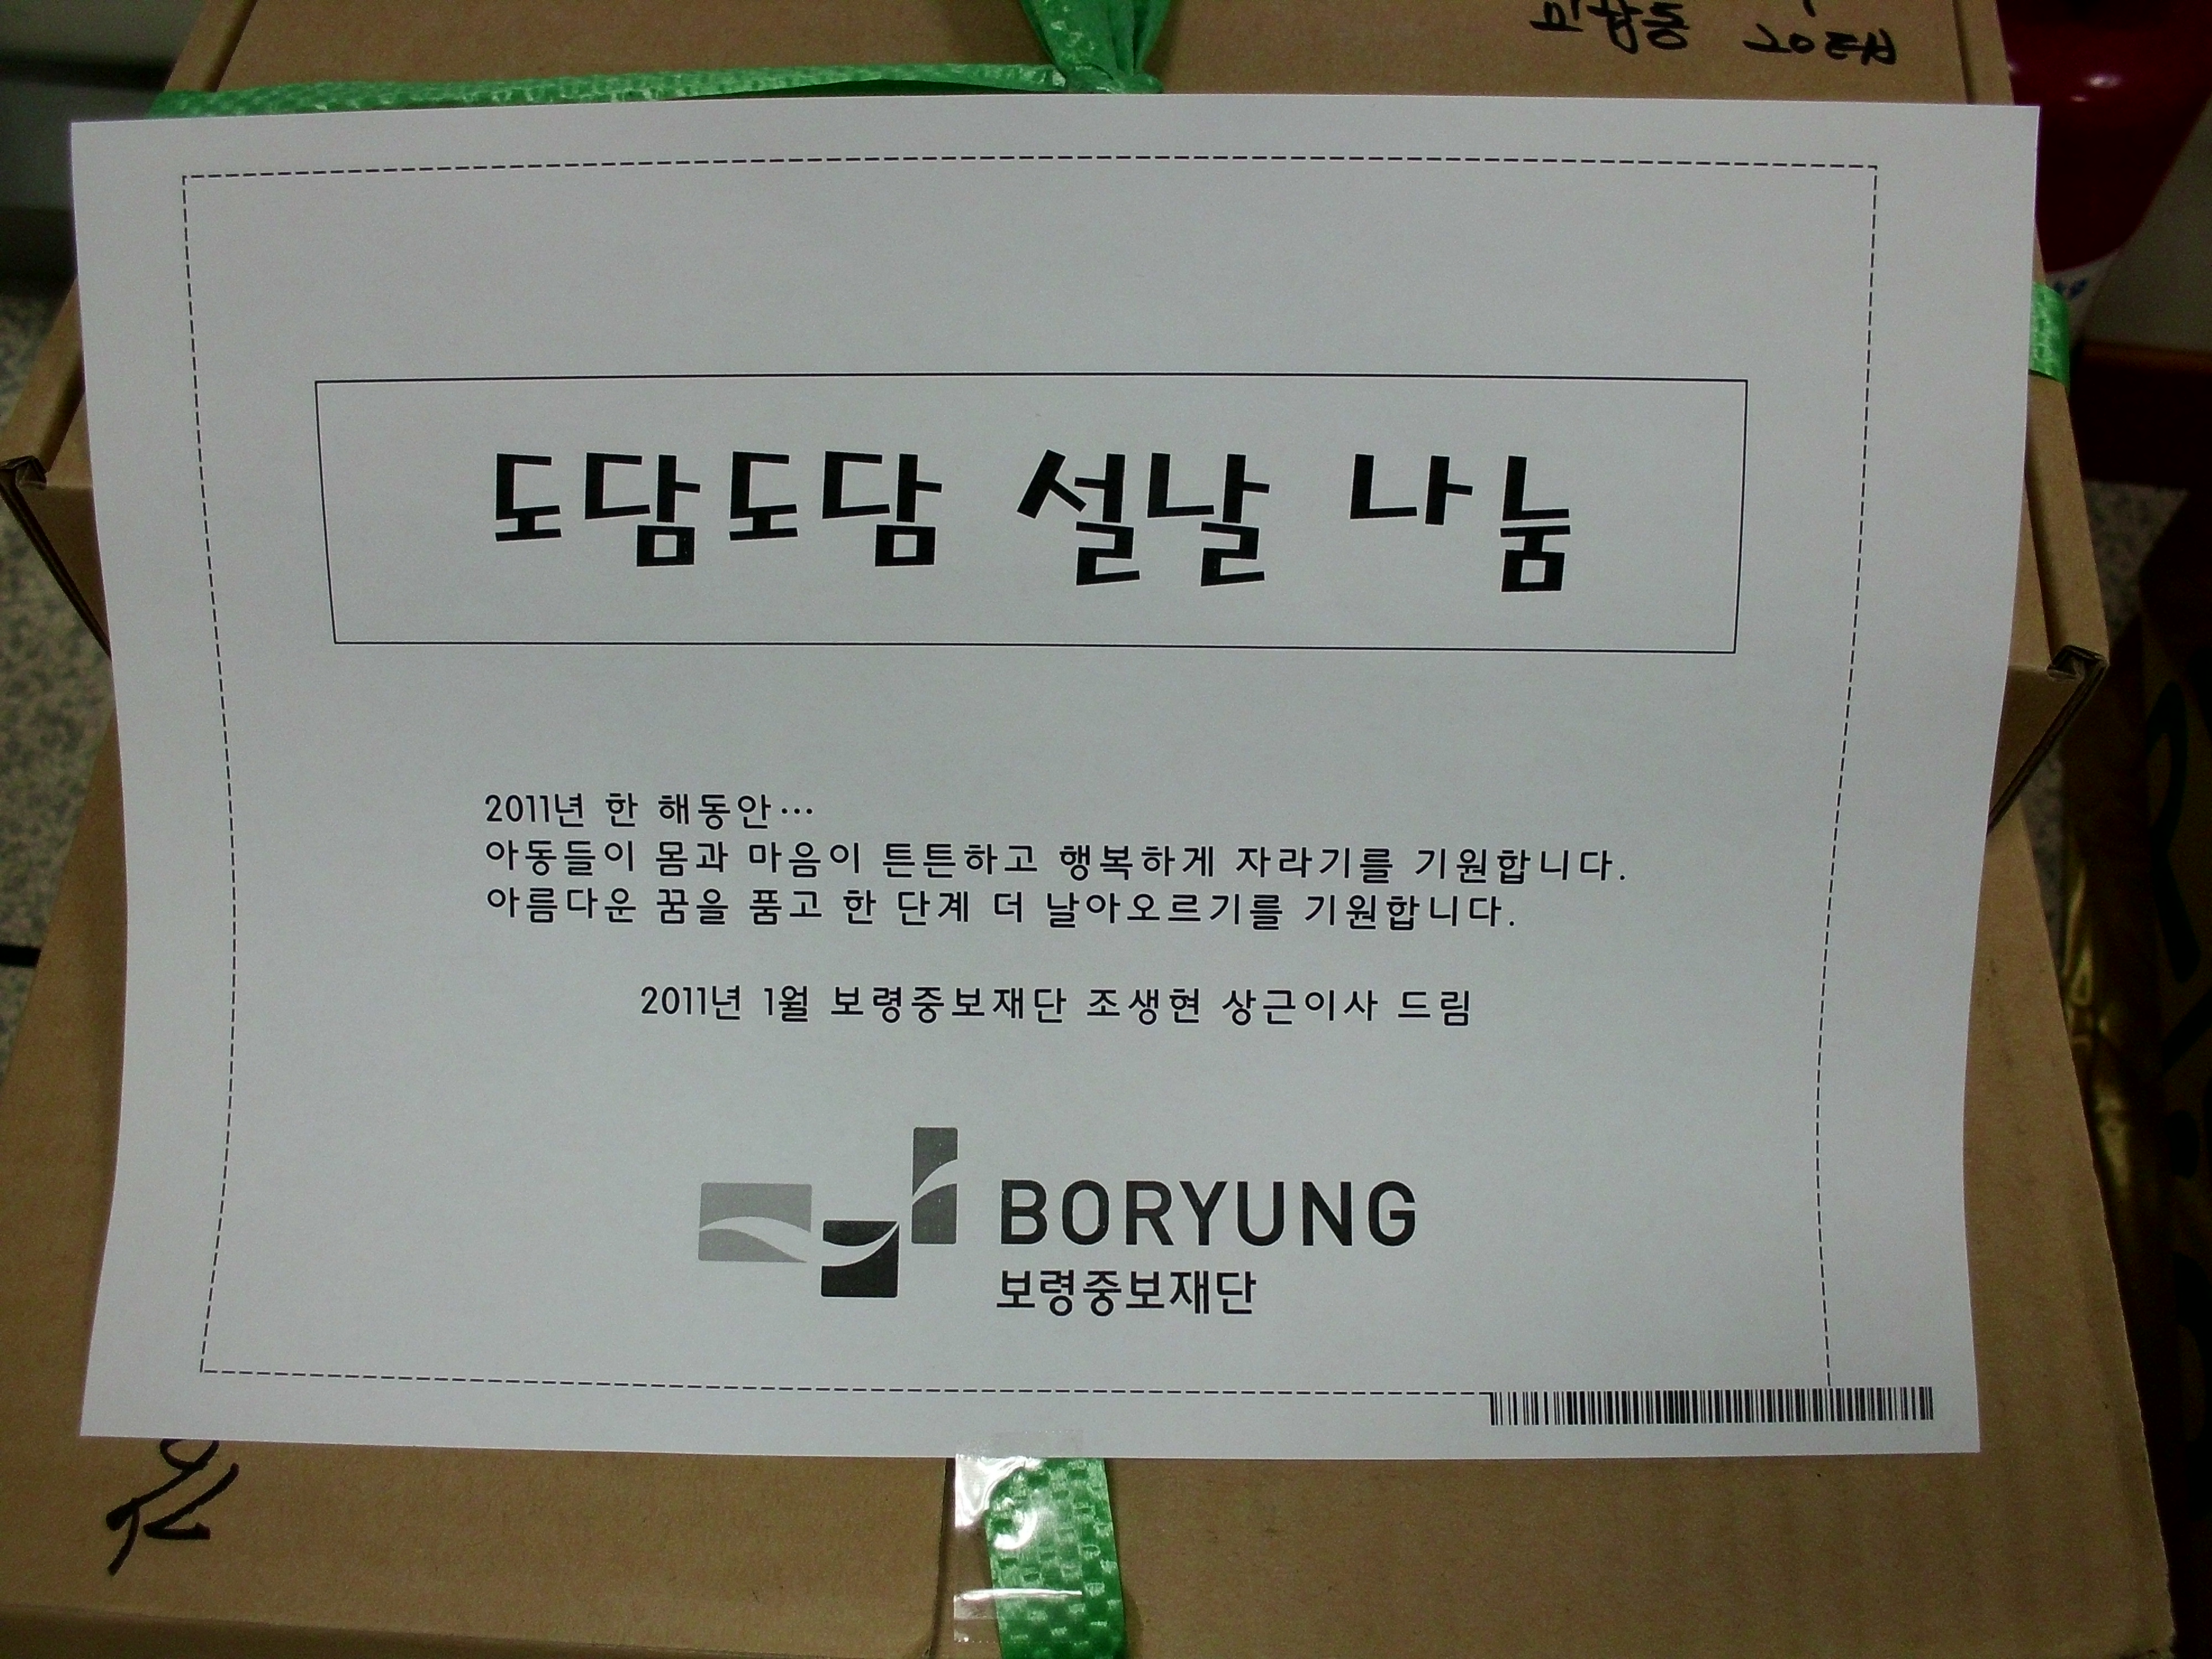 도담도담 설날 나눔
2011년 한 해동안…
아동들이 몸과 마음이 튼튼하고 행복하게 자라기를 기원합니다.
아름다운 꿈을 품고 한 단계 더 날아오르기를 기원합니다.
2011년 1월 보령중보재단 조생현 상근이사 드림
BORYUNG
보령중보재단